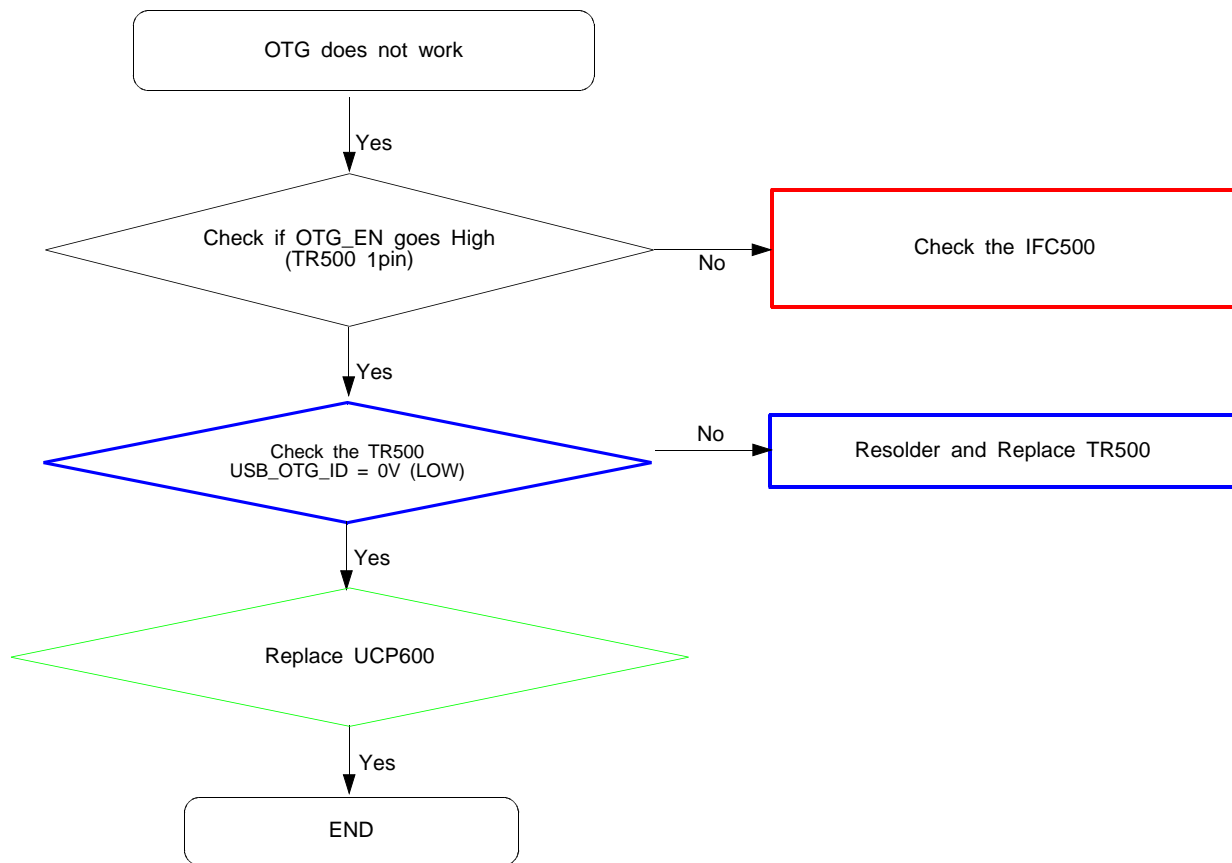 OTG does not work
Yes
Check if OTG_EN goes High
(TR500 1pin)
No
Check the IFC500
Yes
Check the TR500
USB_OTG_ID = 0V (LOW)
No
Resolder and Replace TR500
Yes
Replace UCP600
Yes
END